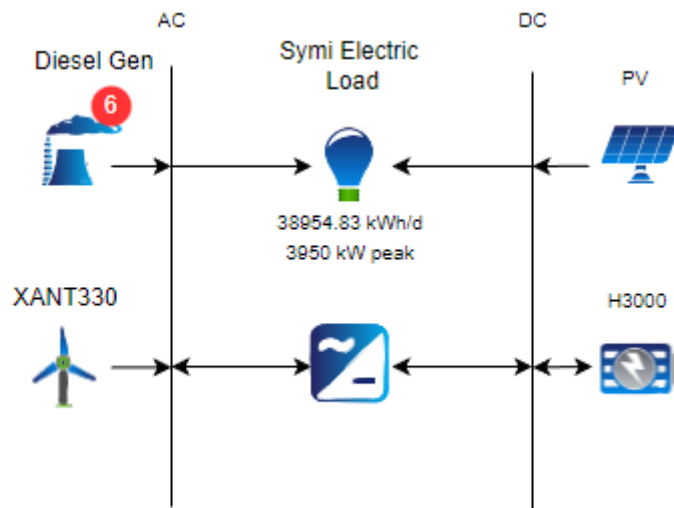 AC
DC
Diesel Gen
6
Symi Electric
Load
PV
38954.83 kWh/d
3950 kW peak
XANT330
H3000